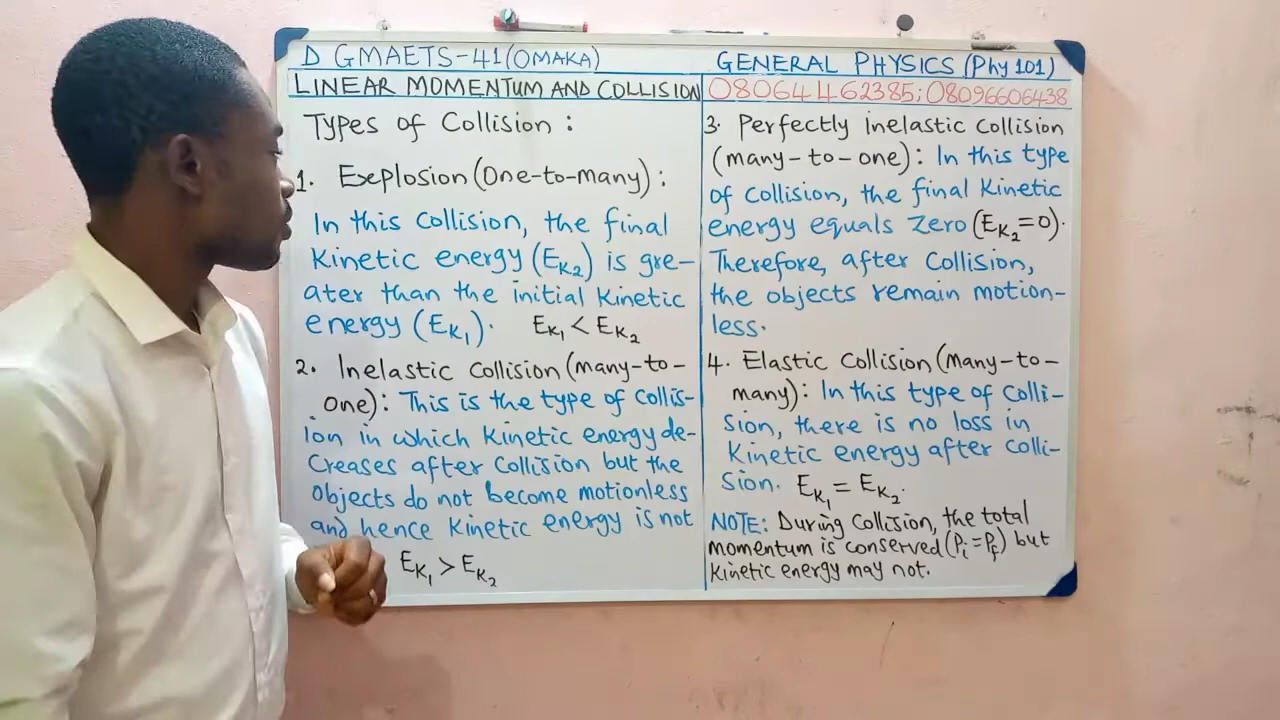 D GMAETS-41(OMAKA)
LINEAR MOMENTUM AND COLLISION
Types of Collision :
1. Explosion (One-to-many) :
In this Collision, the final
Kinetic energy (EK2) is gre-
ater than the initial Kinetic
energy (EK1). EK1 < EK2
2. Inelastic Collision (many-to-
one): This is the type of Collis-
ion in which Kinetic energy de-
creases after Collision but the
objects do not become motionless
and hence Kinetic energy is not
EK1 > EK2
GENERAL PHYSICS (Phy 101)
08064462385; 08096606438
3. Perfectly inelastic Collision
(many-to-one): In this type
of Collision, the final Kinetic
energy equals Zero (EK2=0).
Therefore, after Collision,
the objects remain motion-
less.
4. Elastic Collision (many-to-
many): In this type of Colli-
sion, there is no loss in
Kinetic energy after colli-
sion. EK1 = EK2.
NOTE: During Collision, the total
momentum is conserved (Pi=Pf) but
Kinetic energy may not.